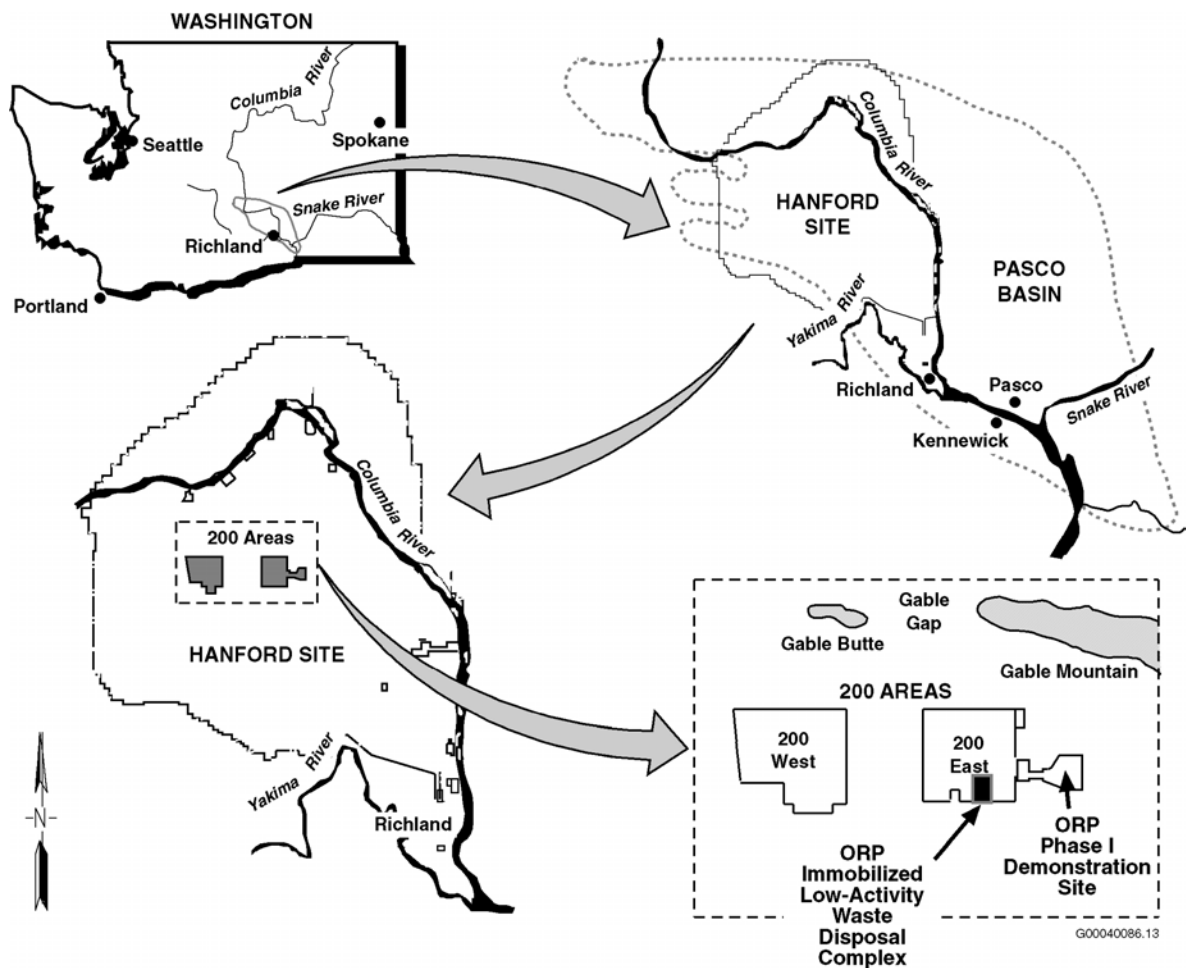 WASHINGTON
Columbia River
Seattle
Spokane
Snake River
Richland
Portland
Columbia River
HANFORD
SITE
PASCO
BASIN
Yakima River
Richland
Pasco
Snake River
Kennewick
Columbia River
200 Areas
HANFORD SITE
Yakima River
Richland
N
Gable
Gap
Gable Butte
Gable Mountain
200 AREAS
200
West
200
East
ORP
Immobilized
Low-Activity
Waste
Disposal
Complex
ORP
Phase I
Demonstration
Site
G00040086.13